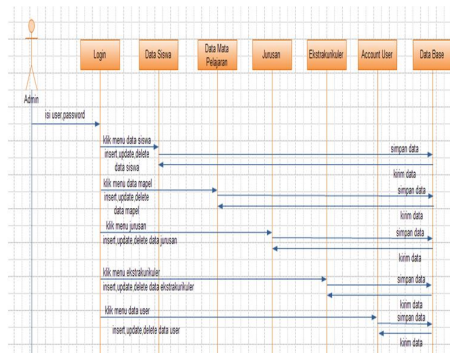 Login
Data Siswa
Data Mata
Pelajaran
Jurusan
Ekstrakurikuler
Account User
Data Base
Admin
isi user,password
klik menu data siswa
simpan data
insert,update,delete
data siswa
kirim data
klik menu data mapel
simpan data
insert,update,delete
data mapel
kirim data
klik menu jurusan
simpan data
insert,update,delete data jurusan
kirim data
klik menu ekstrakurikuler
simpan data
insert,update,delete data ekstrakurikuler
kirim data
klik menu data user
simpan data
insert,update,delete data user
kirim data